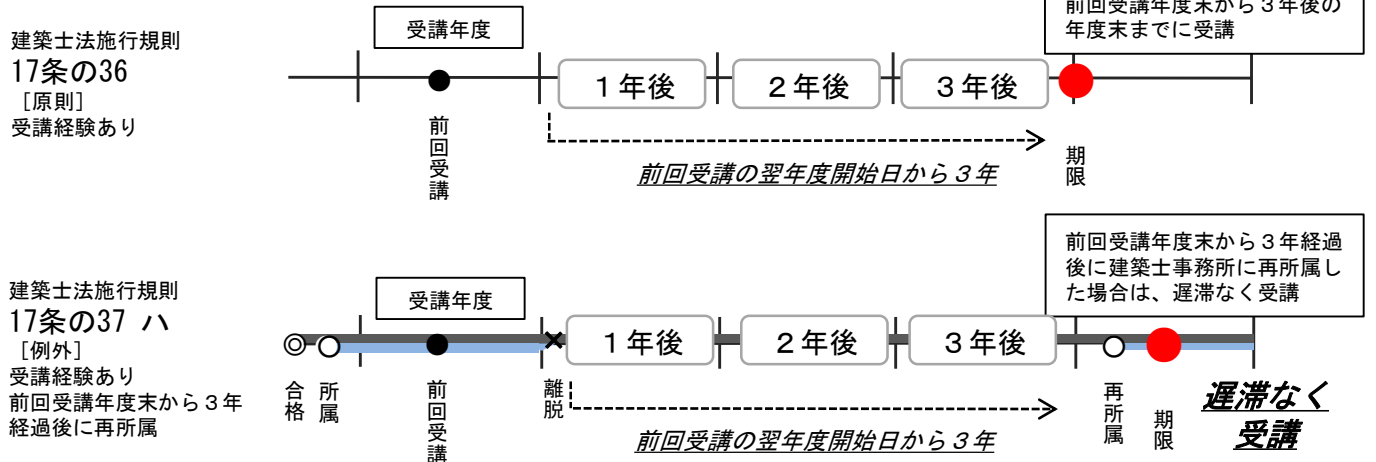 前回受講年度末から３年後の
年度末までに受講
建築士法施行規則
17条の36
［原則］
受講経験あり
受講年度
１年後
２年後
３年後
前回受講
期限
前回受講の翌年度開始日から３年
前回受講年度末から３年経過
後に建築士事務所に再所属し
た場合は、遅滞なく受講
建築士法施行規則
17条の37 ハ
［例外］
受講経験あり
前回受講年度末から３年
経過後に再所属
受講年度
１年後
２年後
３年後
合格
所属
前回受講
離脱
再所属
期限
遅滞なく
受講
前回受講の翌年度開始日から３年